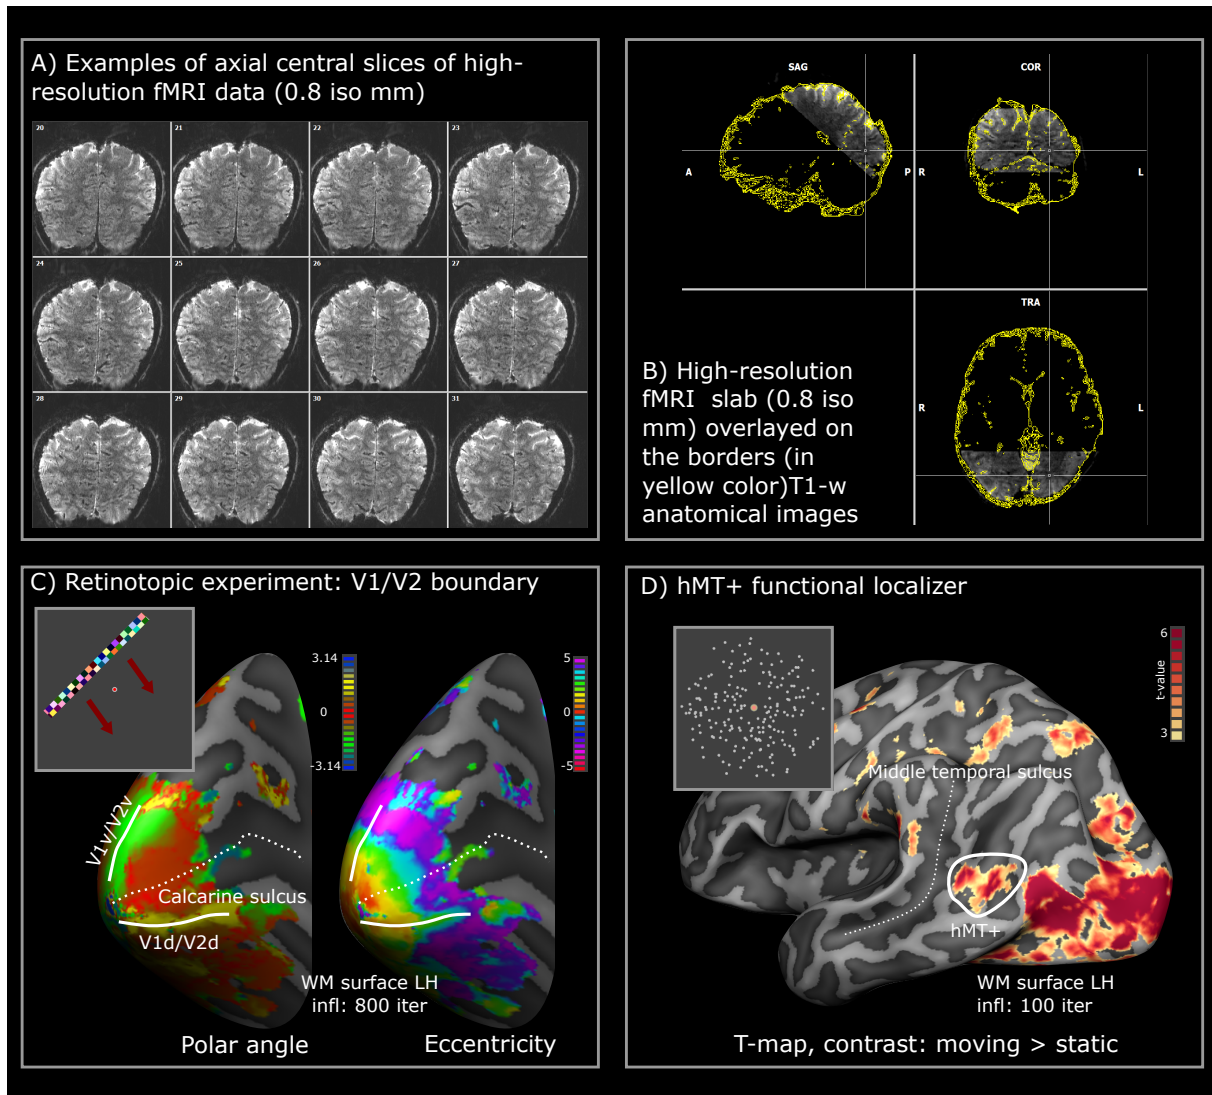 A) Examples of axial central slices of high-
resolution fMRI data (0.8 iso mm)
20
21
22
23
24
25
26
27
28
29
30
31
SAG
COR
A
P
R
L
TRA
R
L
B) High-resolution
fMRI slab (0.8 iso
mm) overlayed on
the borders (in
yellow color)T1-w
anatomical images
C) Retinotopic experiment: V1/V2 boundary
3.14
0
-3.14
5
0
-5
V1v/V2v
Calcarine sulcus
V1d/V2d
WM surface LH
infl: 800 iter
Polar angle
Eccentricity
D) hMT+ functional localizer
6
t-value
3
Middle temporal sulcus
hMT+
WM surface LH
infl: 100 iter
T-map, contrast: moving > static